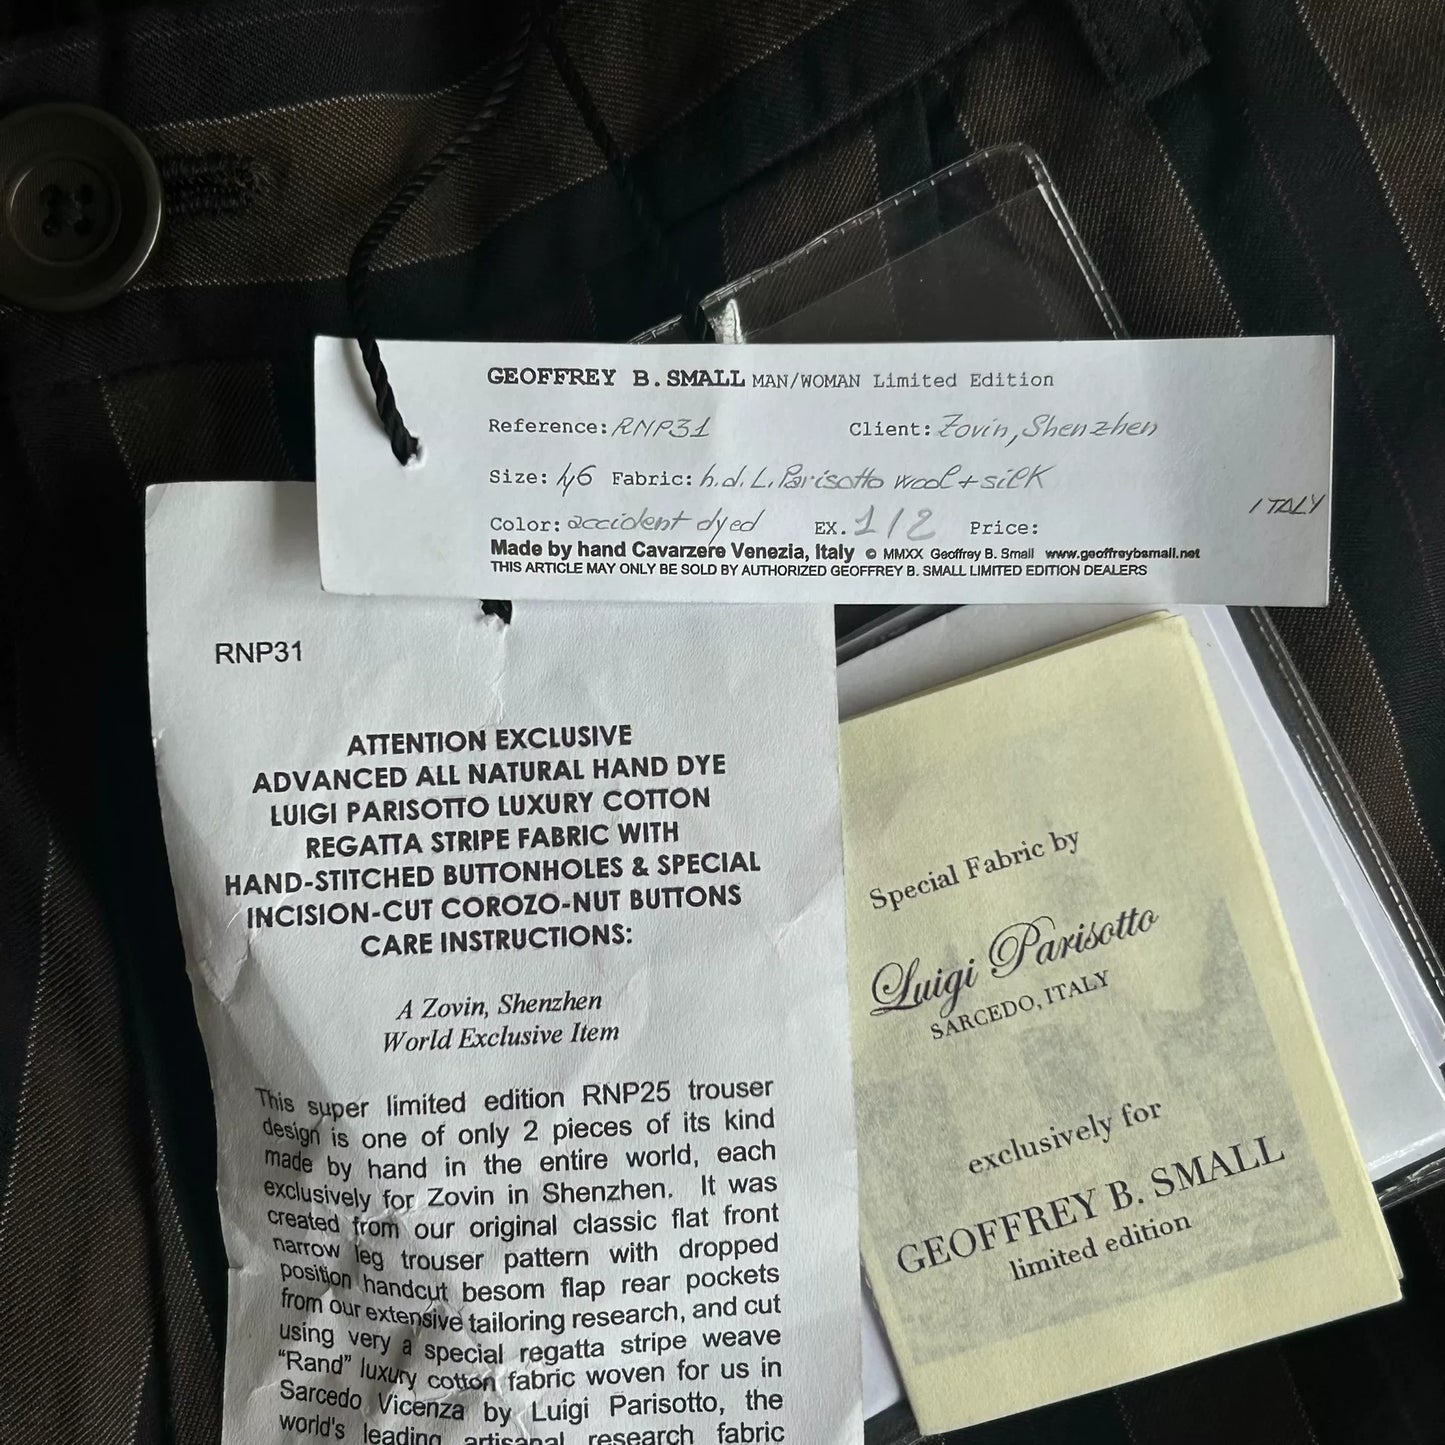 GEOFFREY B. SMALL MAN/WOMAN Limited Edition
Reference: RNP31 Client: Zovin, Shenzhen
Size: 46 Fabric: h.d. L. Parisotto wool + silk
ITALY
Color: accident dyed EX. 1/2 Price:
Made by hand Cavarzere Venezia, Italy © MMXX Geoffrey B. Small www.geoffreybsmall.net
THIS ARTICLE MAY ONLY BE SOLD BY AUTHORIZED GEOFFREY B. SMALL LIMITED EDITION DEALERS
RNP31
ATTENTION EXCLUSIVE
ADVANCED ALL NATURAL HAND DYE
LUIGI PARISOTTO LUXURY COTTON
REGATTA STRIPE FABRIC WITH
HAND-STITCHED BUTTONHOLES & SPECIAL
INCISION-CUT COROZO-NUT BUTTONS
CARE INSTRUCTIONS:
A Zovin, Shenzhen
World Exclusive Item
This super limited edition RNP25 trouser
design is one of only 2 pieces of its kind
made by hand in the entire world, each
exclusively for Zovin in Shenzhen. It was
created from our original classic flat front
narrow leg trouser pattern with dropped
position handcut besom flap rear pockets
from our extensive tailoring research, and cut
using very a special regatta stripe weave
"Rand" luxury cotton fabric woven for us in
Sarcedo Vicenza by Luigi Parisotto, the
world's leading artisanal research fabric
Special Fabric by
Luigi Parisotto
SARCEDO, ITALY
exclusively for
GEOFFREY B. SMALL
limited edition